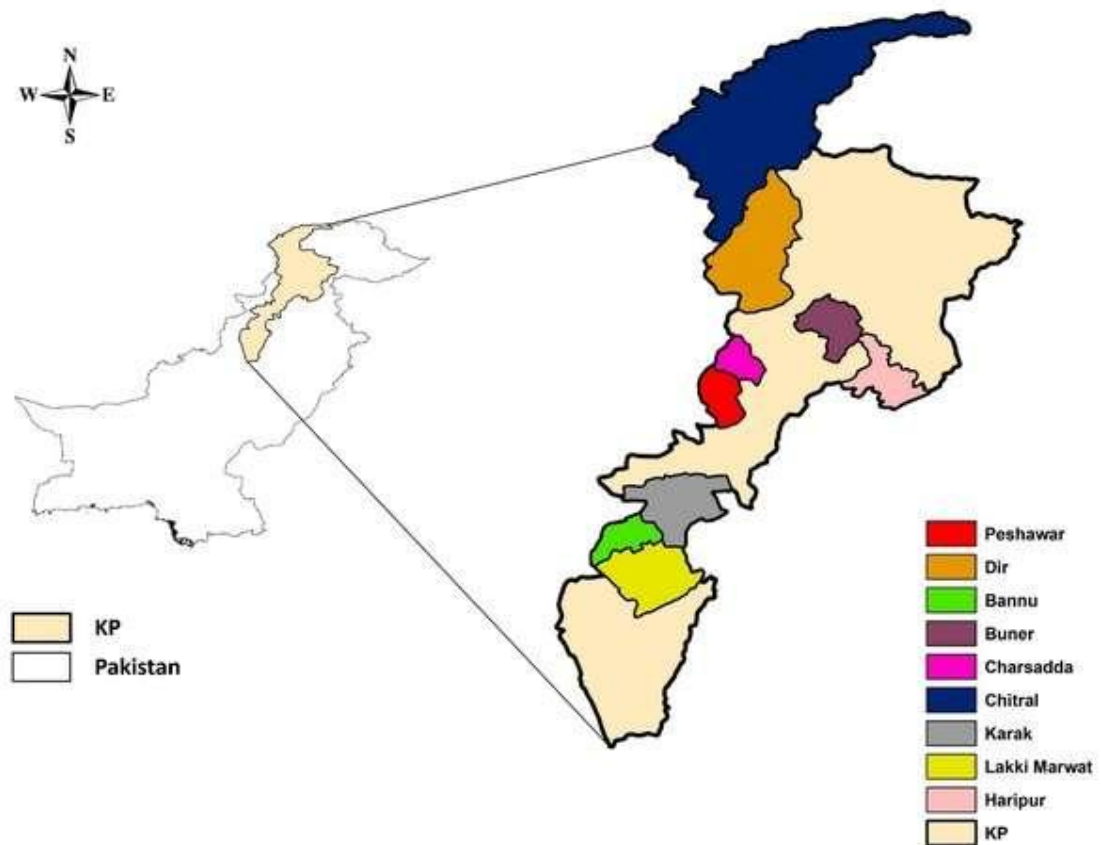 N
W E
S
KP
Pakistan
Peshawar
Dir
Bannu
Buner
Charsadda
Chitral
Karak
Lakki Marwat
Haripur
KP